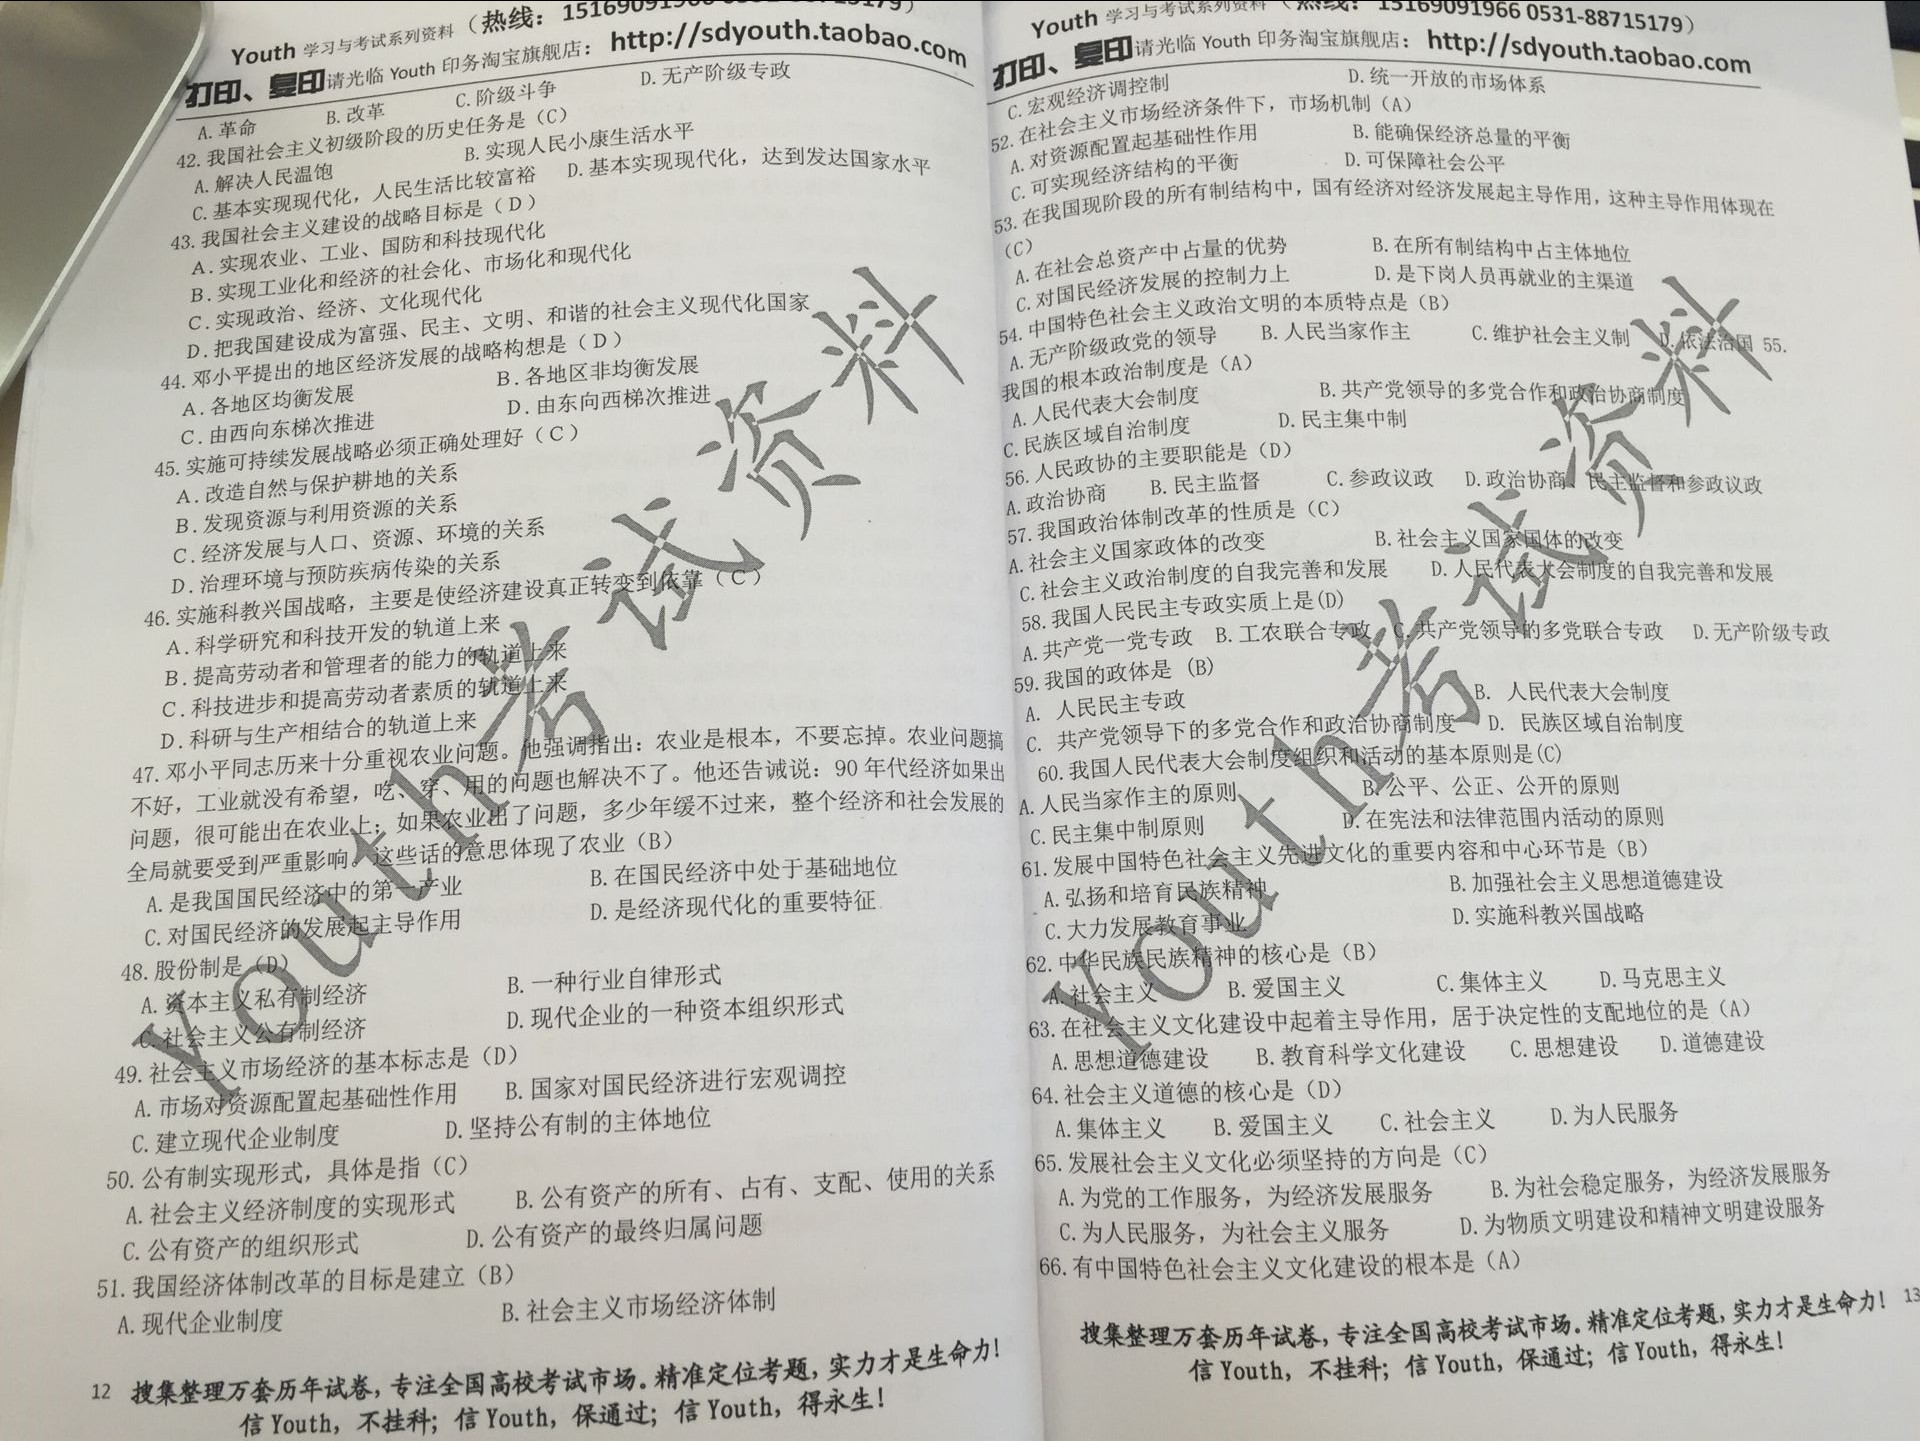 Youth 学习与考试系列资料（热线：15169091966 0531-88715179）
打印、复印请光临 Youth 印务淘宝旗舰店：http://sdyouth.taobao.com
A.革命 B.改革 C.阶级斗争 D.无产阶级专政
42.我国社会主义初级阶段的历史任务是（C）
A.解决人民温饱 B.实现人民小康生活水平
C.基本实现现代化，人民生活比较富裕 D.基本实现现代化，达到发达国家水平
43.我国社会主义建设的战略目标是（D）
A.实现农业、工业、国防和科技现代化
B.实现工业化和经济的社会化、市场化和现代化
C.实现政治、经济、文化现代化
D.把我国建设成为富强、民主、文明、和谐的社会主义现代化国家
44.邓小平提出的地区经济发展的战略构想是（D）
A.各地区均衡发展 B.各地区非均衡发展
C.由西向东梯次推进 D.由东向西梯次推进
45.实施可持续发展战略必须正确处理好（C）
A.改造自然与保护耕地的关系
B.发现资源与利用资源的关系
C.经济发展与人口、资源、环境的关系
D.治理环境与预防疾病传染的关系
46.实施科教兴国战略，主要是使经济建设真正转变到依靠（C）
A.科学研究和科技开发的轨道上来
B.提高劳动者和管理者的能力的轨道上来
C.科技进步和提高劳动者素质的轨道上来
D.科研与生产相结合的轨道上来
47.邓小平同志历来十分重视农业问题。他强调指出：农业是根本，不要忘掉。农业问题搞
不好，工业就没有希望，吃、穿、用的问题也解决不了。他还告诫说：90 年代经济如果出
问题，很可能出在农业上；如果农业出了问题，多少年缓不过来，整个经济和社会发展的
全局就要受到严重影响。这些话的意思体现了农业（B）
A.是我国国民经济中的第一产业 B.在国民经济中处于基础地位
C.对国民经济的发展起主导作用 D.是经济现代化的重要特征
48.股份制是（D）
A.资本主义私有制经济 B.一种行业自律形式
C.社会主义公有制经济 D.现代企业的一种资本组织形式
49.社会主义市场经济的基本标志是（D）
A.市场对资源配置起基础性作用 B.国家对国民经济进行宏观调控
C.建立现代企业制度 D.坚持公有制的主体地位
50.公有制实现形式，具体是指（C）
A.社会主义经济制度的实现形式 B.公有资产的所有、占有、支配、使用的关系
C.公有资产的组织形式 D.公有资产的最终归属问题
51.我国经济体制改革的目标是建立（B）
A.现代企业制度 B.社会主义市场经济体制
12 搜集整理万套历年试卷，专注全国高校考试市场。精准定位考题，实力才是生命力！
信 Youth，不挂科；信 Youth，保通过；信 Youth，得永生！
Youth考试资料
Youth 学习与考试系列资料（热线：15169091966 0531-88715179）
打印、复印请光临 Youth 印务淘宝旗舰店：http://sdyouth.taobao.com
C.宏观经济调控制 D.统一开放的市场体系
52.在社会主义市场经济条件下，市场机制（A）
A.对资源配置起基础性作用 B.能确保经济总量的平衡
C.可实现经济结构的平衡 D.可保障社会公平
53.在我国现阶段的所有制结构中，国有经济对经济发展起主导作用，这种主导作用体现在
（C）
A.在社会总资产中占量的优势 B.在所有制结构中占主体地位
C.对国民经济发展的控制力上 D.是下岗人员再就业的主渠道
54.中国特色社会主义政治文明的本质特点是（B）
A.无产阶级政党的领导 B.人民当家作主 C.维护社会主义制 D.依法治国 55.
我国的根本政治制度是（A）
A.人民代表大会制度 B.共产党领导的多党合作和政治协商制度
C.民族区域自治制度 D.民主集中制
56.人民政协的主要职能是（D）
A.政治协商 B.民主监督 C.参政议政 D.政治协商、民主监督和参政议政
57.我国政治体制改革的性质是（C）
A.社会主义国家政体的改变 B.社会主义国家国体的改变
C.社会主义政治制度的自我完善和发展 D.人民代表大会制度的自我完善和发展
58.我国人民民主专政实质上是(D)
A.共产党一党专政 B.工农联合专政 C.共产党领导的多党联合专政 D.无产阶级专政
59.我国的政体是 (B)
A. 人民民主专政 B. 人民代表大会制度
C. 共产党领导下的多党合作和政治协商制度 D. 民族区域自治制度
60.我国人民代表大会制度组织和活动的基本原则是(C)
A.人民当家作主的原则 B.公平、公正、公开的原则
C.民主集中制原则 D.在宪法和法律范围内活动的原则
61.发展中国特色社会主义先进文化的重要内容和中心环节是（B）
A.弘扬和培育民族精神 B.加强社会主义思想道德建设
C.大力发展教育事业 D.实施科教兴国战略
62.中华民族民族精神的核心是（B）
A.社会主义 B.爱国主义 C.集体主义 D.马克思主义
63.在社会主义文化建设中起着主导作用，居于决定性的支配地位的是（A）
A.思想道德建设 B.教育科学文化建设 C.思想建设 D.道德建设
64.社会主义道德的核心是（D）
A.集体主义 B.爱国主义 C.社会主义 D.为人民服务
65.发展社会主义文化必须坚持的方向是（C）
A.为党的工作服务，为经济发展服务 B.为社会稳定服务，为经济发展服务
C.为人民服务，为社会主义服务 D.为物质文明建设和精神文明建设服务
66.有中国特色社会主义文化建设的根本是（A）
搜集整理万套历年试卷，专注全国高校考试市场。精准定位考题，实力才是生命力！ 13
信 Youth，不挂科；信 Youth，保通过；信 Youth，得永生！
Youth考试资料